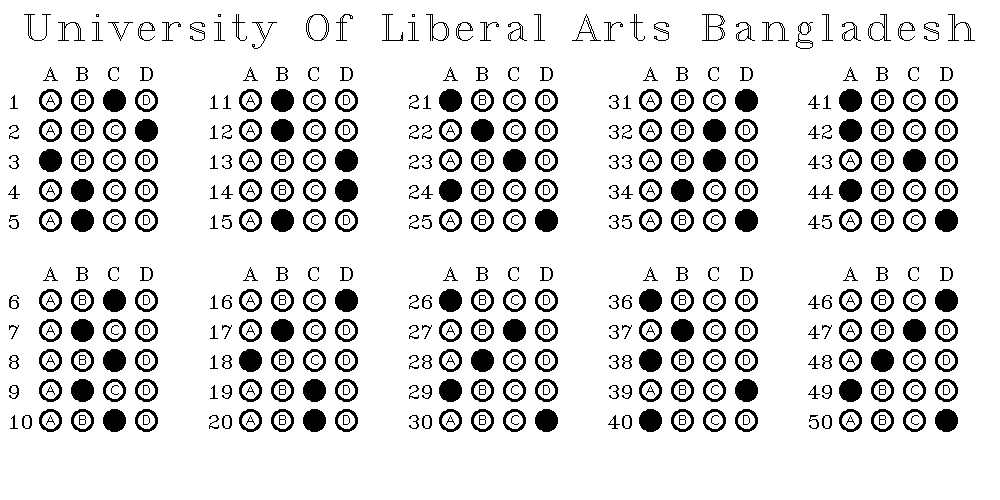 University Of Liberal Arts Bangladesh
A B C D A B C D A B C D A B C D A B C D
1 A B D 11 A C D 21 B C D 31 A B C 41 B C D
2 A B C 12 A C D 22 A C D 32 A B D 42 B C D
3 B C D 13 A B C 23 A B D 33 A B D 43 A B D
4 A C D 14 A B C 24 B C D 34 A C D 44 B C D
5 A C D 15 A C D 25 A B C 35 A B C 45 A B C
A B C D A B C D A B C D A B C D A B C D
6 A B D 16 A B C 26 B C D 36 B C D 46 A B C
7 A C D 17 A C D 27 A B D 37 A C D 47 A B D
8 A B D 18 B C D 28 A C D 38 B C D 48 A C D
9 A C D 19 A B D 29 B C D 39 A B C 49 B C D
10 A B D 20 A B D 30 A B C 40 B C D 50 A B C